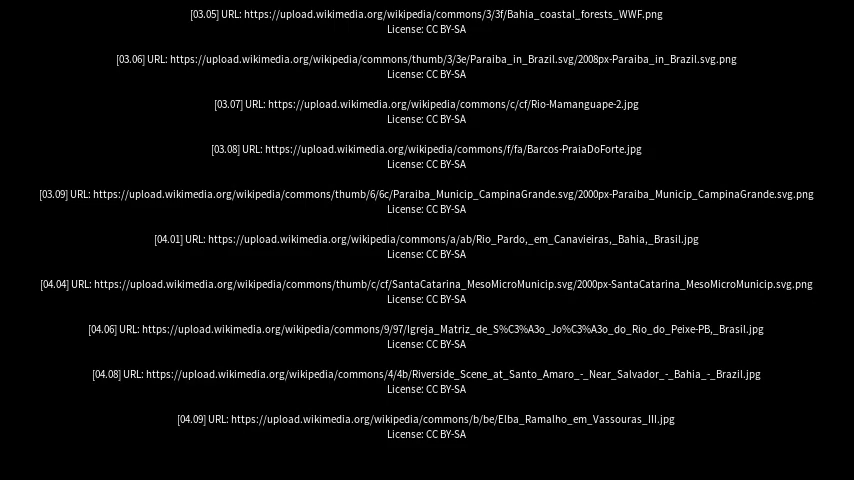 [03.05] URL: https://upload.wikimedia.org/wikipedia/commons/3/3f/Bahia_coastal_forests_WWF.png
License: CC BY-SA
[03.06] URL: https://upload.wikimedia.org/wikipedia/commons/thumb/3/3e/Paraiba_in_Brazil.svg/2008px-Paraiba_in_Brazil.svg.png
License: CC BY-SA
[03.07] URL: https://upload.wikimedia.org/wikipedia/commons/c/cf/Rio-Mamanguape-2.jpg
License: CC BY-SA
[03.08] URL: https://upload.wikimedia.org/wikipedia/commons/f/fa/Barcos-PraiaDoForte.jpg
License: CC BY-SA
[03.09] URL: https://upload.wikimedia.org/wikipedia/commons/thumb/6/6c/Paraiba_Municip_CampinaGrande.svg/2000px-Paraiba_Municip_CampinaGrande.svg.png
License: CC BY-SA
[04.01] URL: https://upload.wikimedia.org/wikipedia/commons/a/ab/Rio_Pardo,_em_Canavieiras,_Bahia,_Brasil.jpg
License: CC BY-SA
[04.04] URL: https://upload.wikimedia.org/wikipedia/commons/thumb/c/cf/SantaCatarina_MesoMicroMunicip.svg/2000px-SantaCatarina_MesoMicroMunicip.svg.png
License: CC BY-SA
[04.06] URL: https://upload.wikimedia.org/wikipedia/commons/9/97/Igreja_Matriz_de_S%C3%A3o_Jo%C3%A3o_do_Rio_do_Peixe-PB,_Brasil.jpg
License: CC BY-SA
[04.08] URL: https://upload.wikimedia.org/wikipedia/commons/4/4b/Riverside_Scene_at_Santo_Amaro_-_Near_Salvador_-_Bahia_-_Brazil.jpg
License: CC BY-SA
[04.09] URL: https://upload.wikimedia.org/wikipedia/commons/b/be/Elba_Ramalho_em_Vassouras_III.jpg
License: CC BY-SA